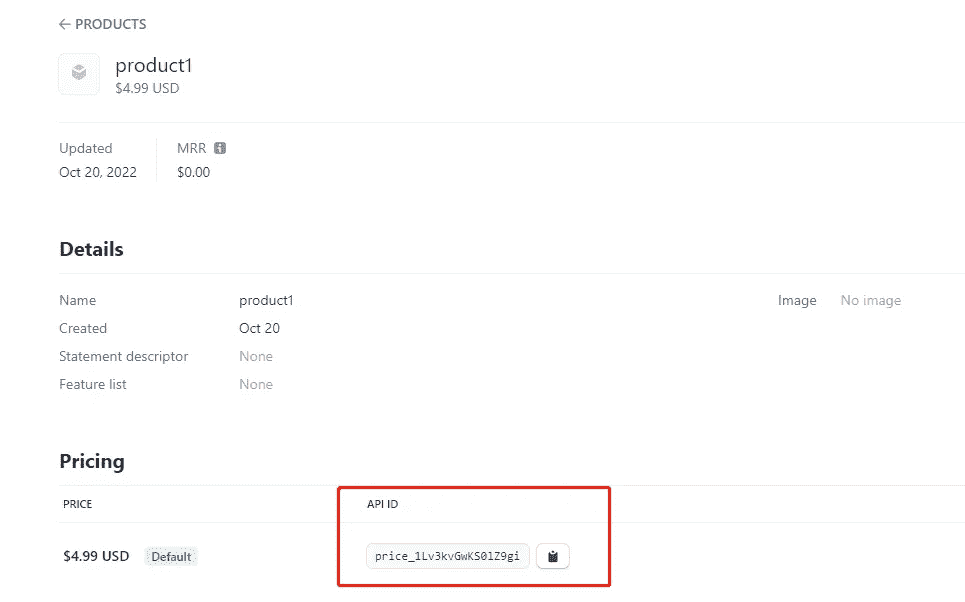 ← PRODUCTS
product1
$4.99 USD
Updated MRR
Oct 20, 2022 $0.00
Details
Name product1 Image No image
Created Oct 20
Statement descriptor None
Feature list None
Pricing
PRICE API ID
$4.99 USD Default price_1Lv3kvGwKS0lZ9gi